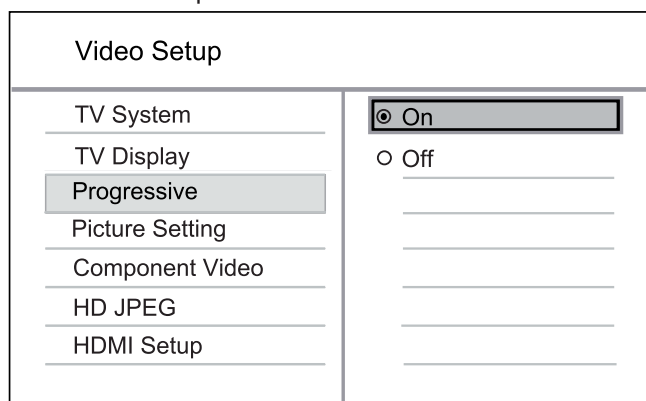 Video Setup
TV System
TV Display
Progressive
Picture Setting
Component Video
HD JPEG
HDMI Setup
On
Off